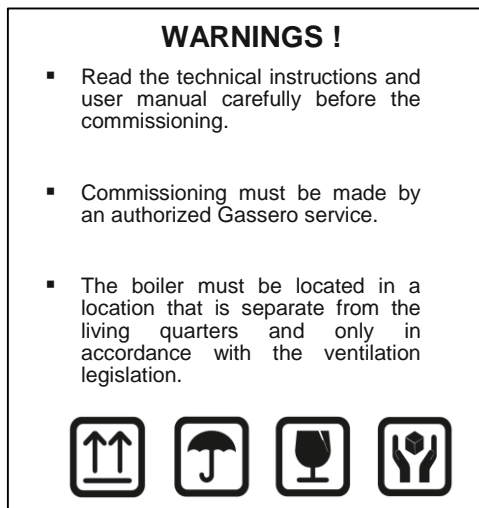 WARNINGS !
▪ Read the technical instructions and
user manual carefully before the
commissioning.
▪ Commissioning must be made by
an authorized Gassero service.
▪ The boiler must be located in a
location that is separate from the
living quarters and only in
accordance with the ventilation
legislation.